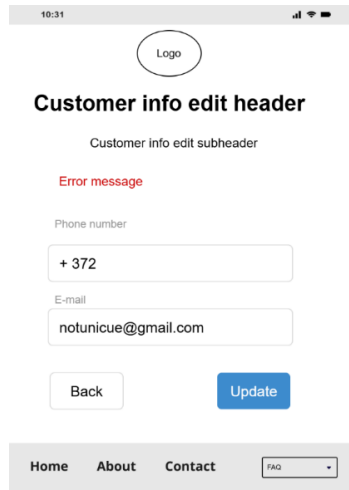 10:31
Logo
Customer info edit header
Customer info edit subheader
Error message
Phone number
+ 372
E-mail
notunicue@gmail.com
Back Update
Home About Contact FAQ